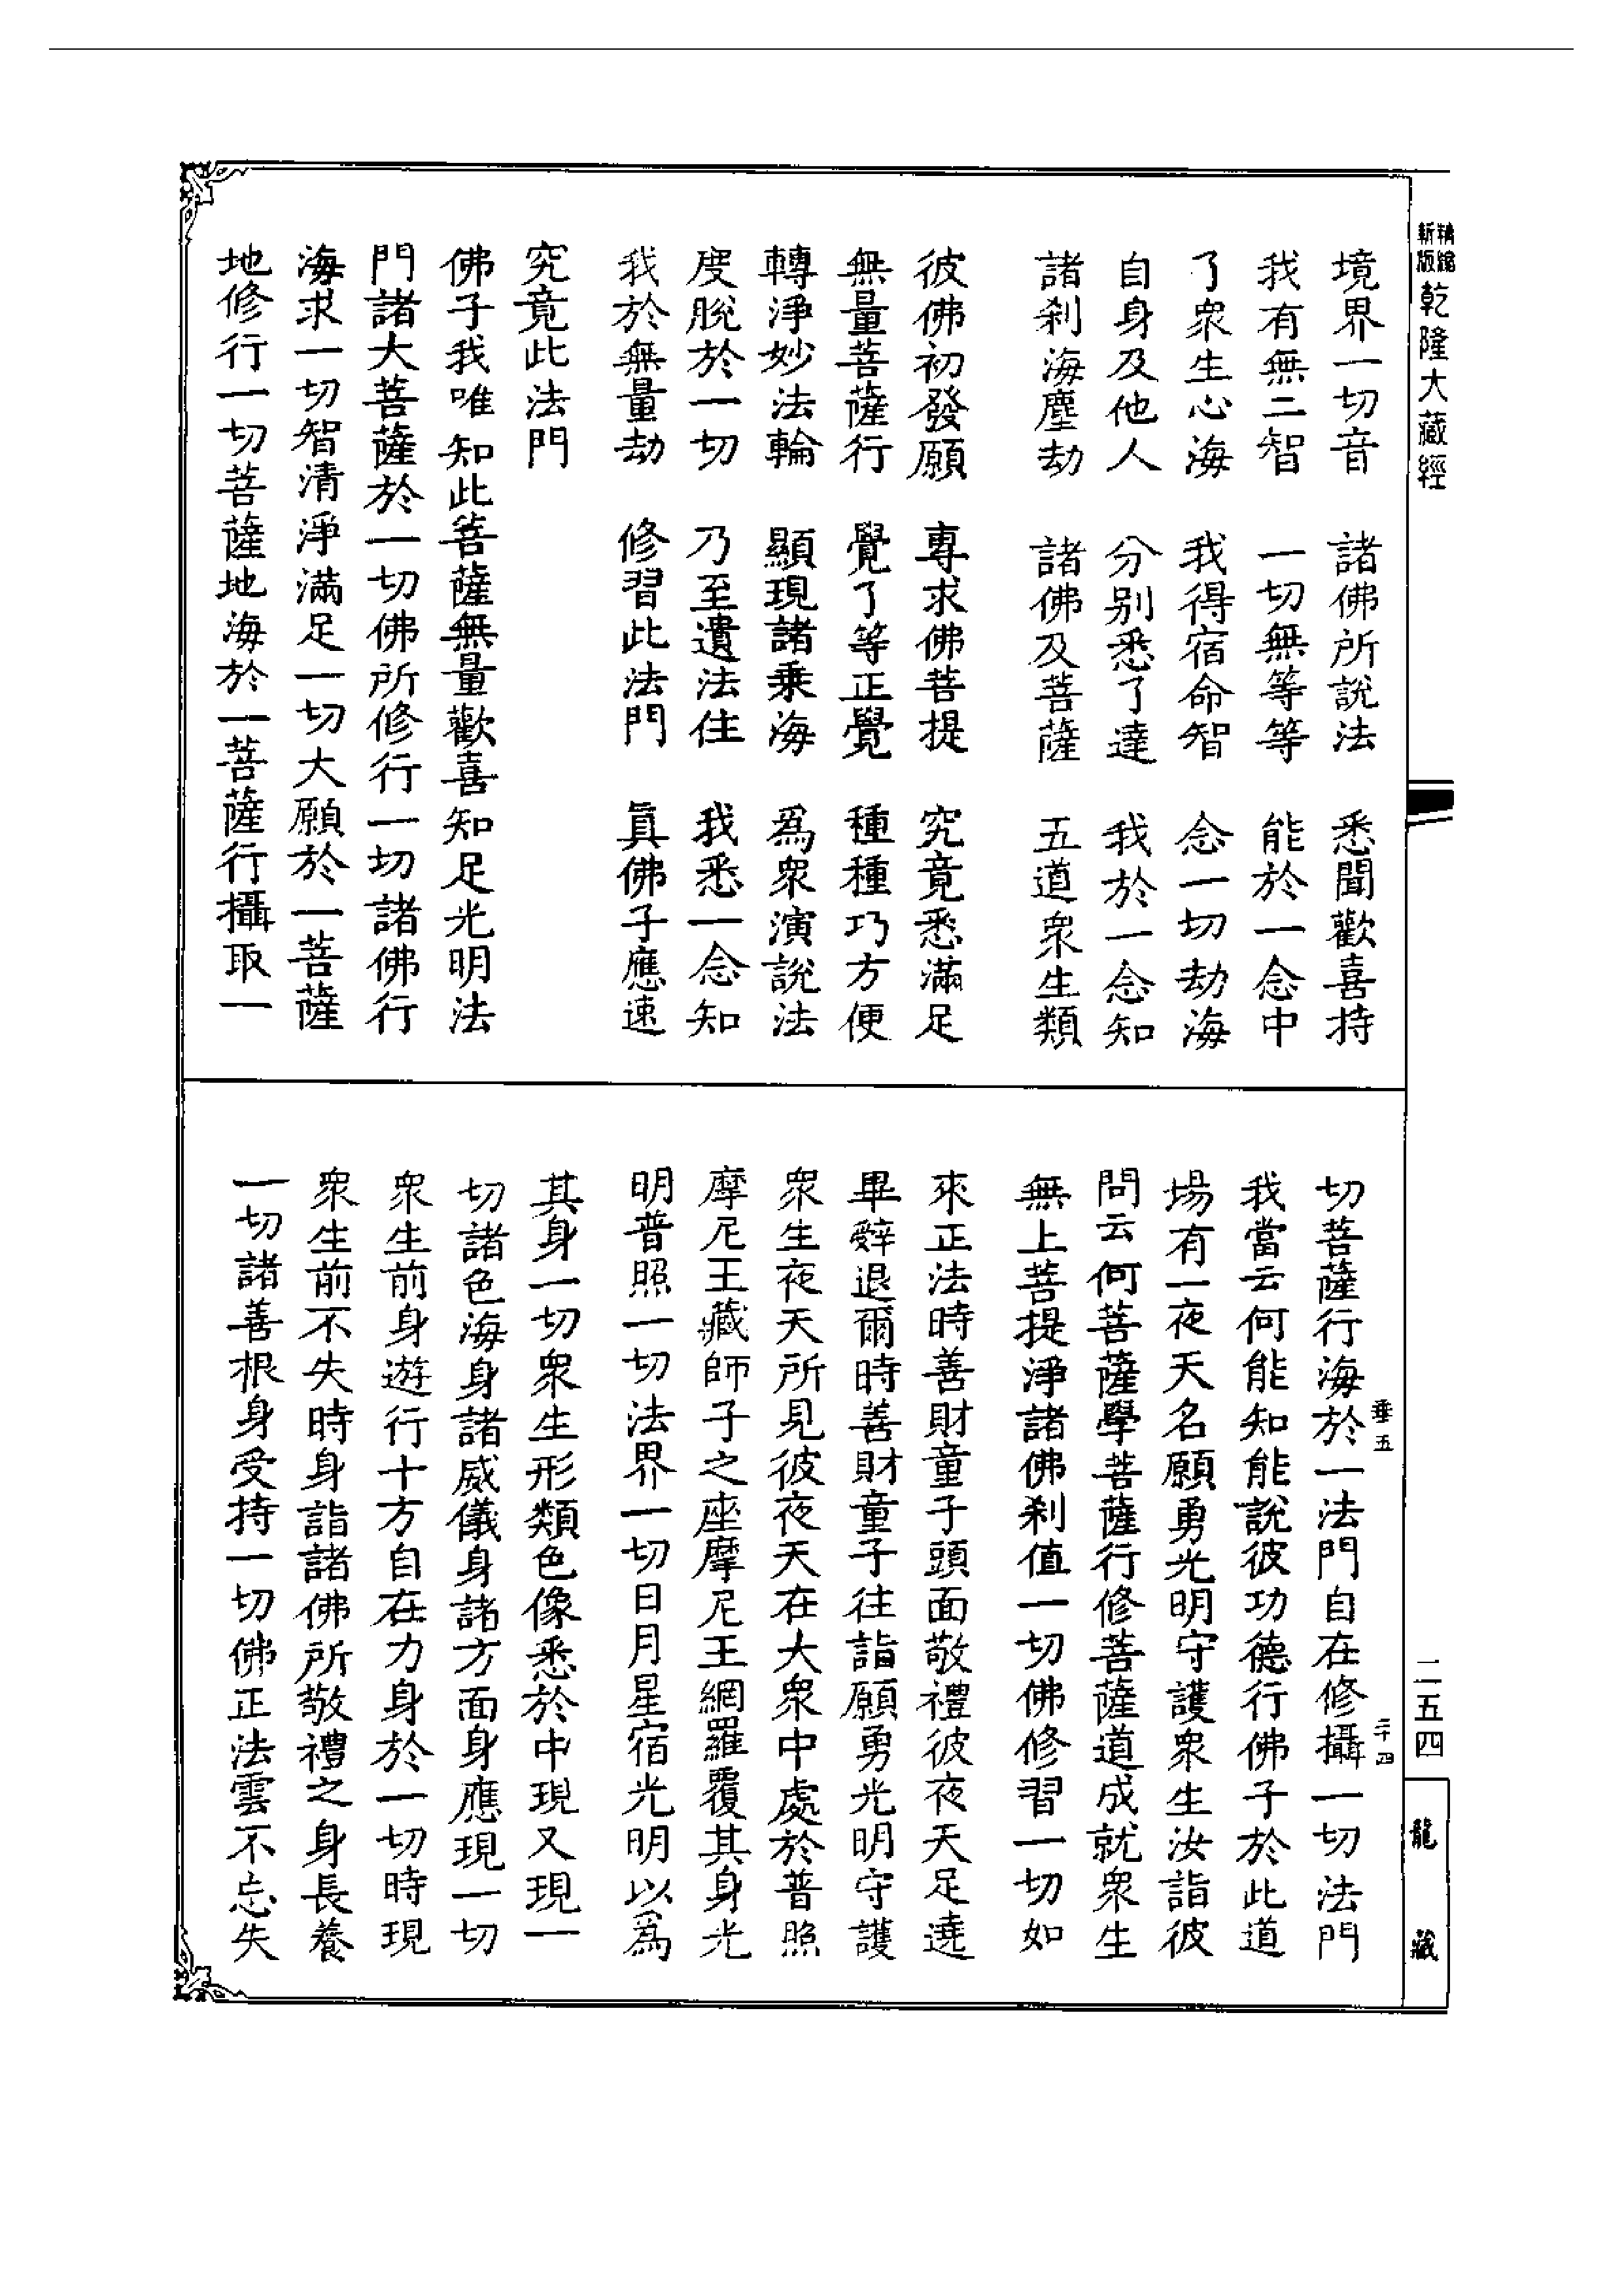 精縮新版乾隆大藏經
境界一切音　諸佛所說法　悉聞歡喜持
我有無二智　一切無等等　能於一念中
了眾生心海　我得宿命智　念一切劫海
自身及他人　分別悉了達　我於一念知
諸刹海塵劫　諸佛及菩薩　五道眾生類
彼佛初發願　專求佛菩提　究竟悉滿足
無量菩薩行　覺了等正覺　種種巧方便
轉淨妙法輪　顯現諸乘海　爲眾演說法
度脫於一切　乃至遺法住　我悉一念知
我於無量劫　修習此法門　真佛子應速
究竟此法門
佛子我唯知此菩薩無量歡喜知足光明法
門諸大菩薩於一切佛所修行一切諸佛行
海求一切智清淨滿足一切大願於一菩薩
地修行一切菩薩地海於一菩薩行攝取一
切菩薩行海於一法門自在修攝一切法門
我當云何能知能說彼功德行佛子於此道
場有一夜天名願勇光明守護眾生汝詣彼
問云何菩薩學菩薩行修菩薩道成就眾生
無上菩提淨諸佛刹值一切佛修習一切如
來正法時善財童子頭面敬禮彼夜天足遶
畢辭退爾時善財童子往詣願勇光明守護
眾生夜天所見彼夜天在大眾中處於普照
摩尼王藏師子之座摩尼王網羅覆其身光
明普照一切法界一切日月星宿光明以爲
其身一切眾生形類色像悉於中現又現一
切諸色海身諸威儀身諸方面身應現一切
眾生前身遊行十方自在力身於一切時現
眾生前不失時身詣諸佛所敬禮之身長養
一切諸善根身受持一切佛正法雲不忘失
垂五
二十四
二五四
龍藏